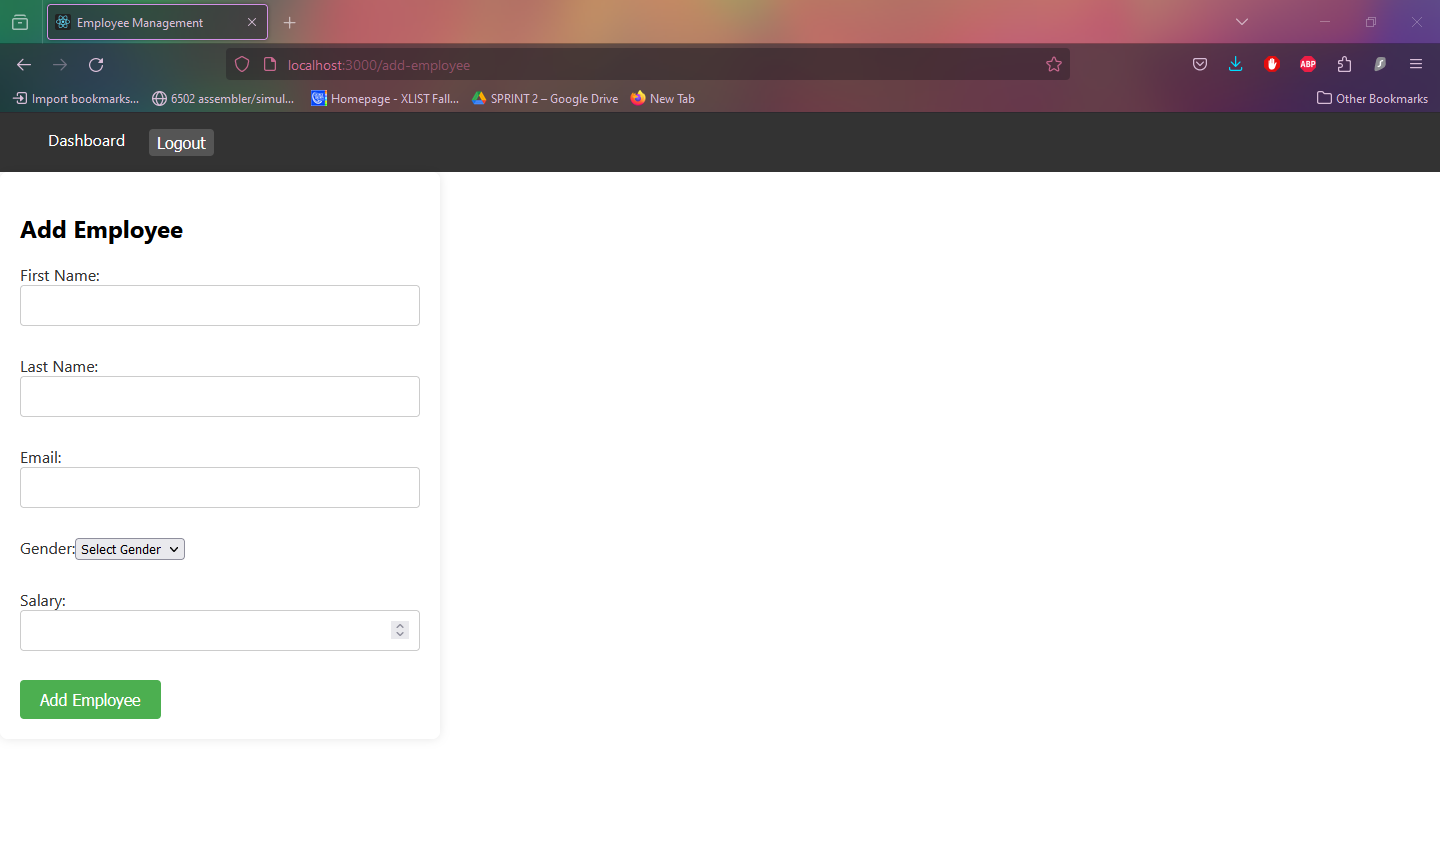 Employee Management
localhost:3000/add-employee
ABP
Import bookmarks... 6502 assembler/simul... Homepage - XLIST Fall... SPRINT 2 – Google Drive New Tab Other Bookmarks
Dashboard Logout
Add Employee
First Name:
Last Name:
Email:
Gender: Select Gender
Salary:
Add Employee